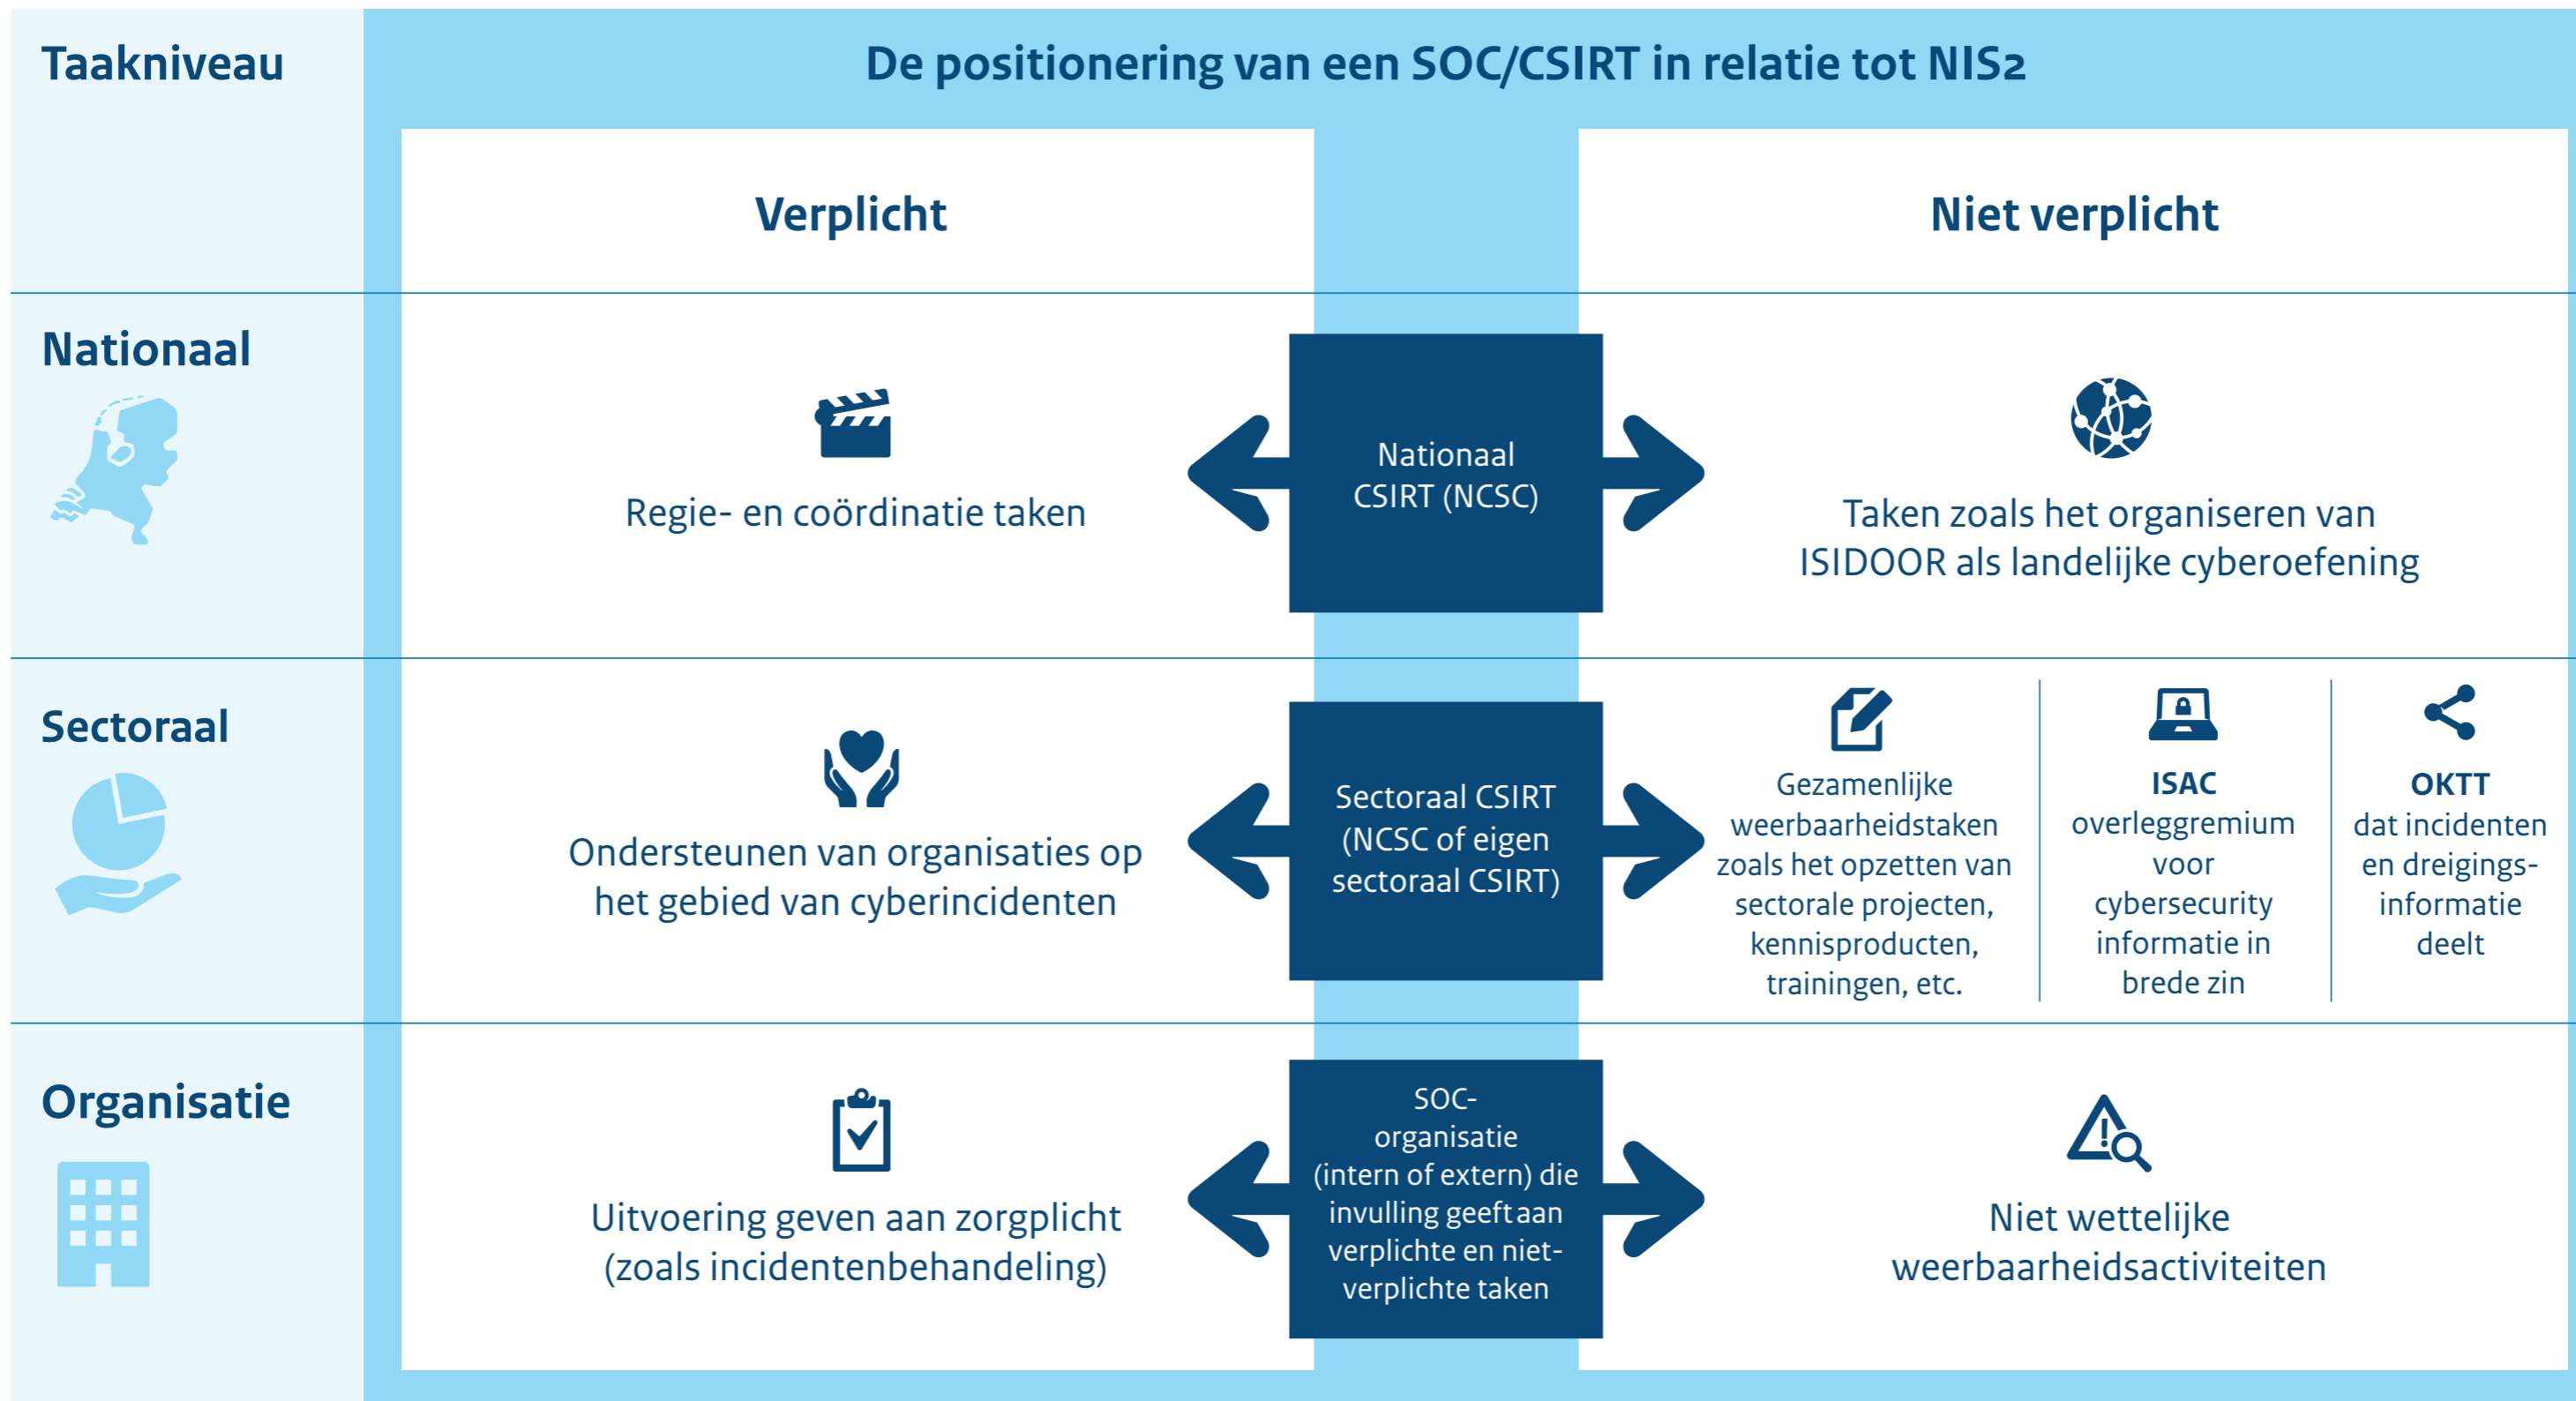 Taakniveau
De positionering van een SOC/CSIRT in relatie tot NIS2
Verplicht
Niet verplicht
Nationaal
Regie- en coördinatie taken
Nationaal
CSIRT (NCSC)
Taken zoals het organiseren van
ISIDOOR als landelijke cyberoefening
Sectoraal
Ondersteunen van organisaties op
het gebied van cyberincidenten
Sectoraal CSIRT
(NCSC of eigen
sectoraal CSIRT)
Gezamenlijke
weerbaarheidstaken
zoals het opzetten van
sectorale projecten,
kennisproducten,
trainingen, etc.
ISAC
overleggremium
voor
cybersecurity
informatie in
brede zin
OKTT
dat incidenten
en dreigings-
informatie
deelt
Organisatie
Uitvoering geven aan zorgplicht
(zoals incidentenbehandeling)
SOC-
organisatie
(intern of extern) die
invulling geeft aan
verplichte en niet-
verplichte taken
Niet wettelijke
weerbaarheidsactiviteiten